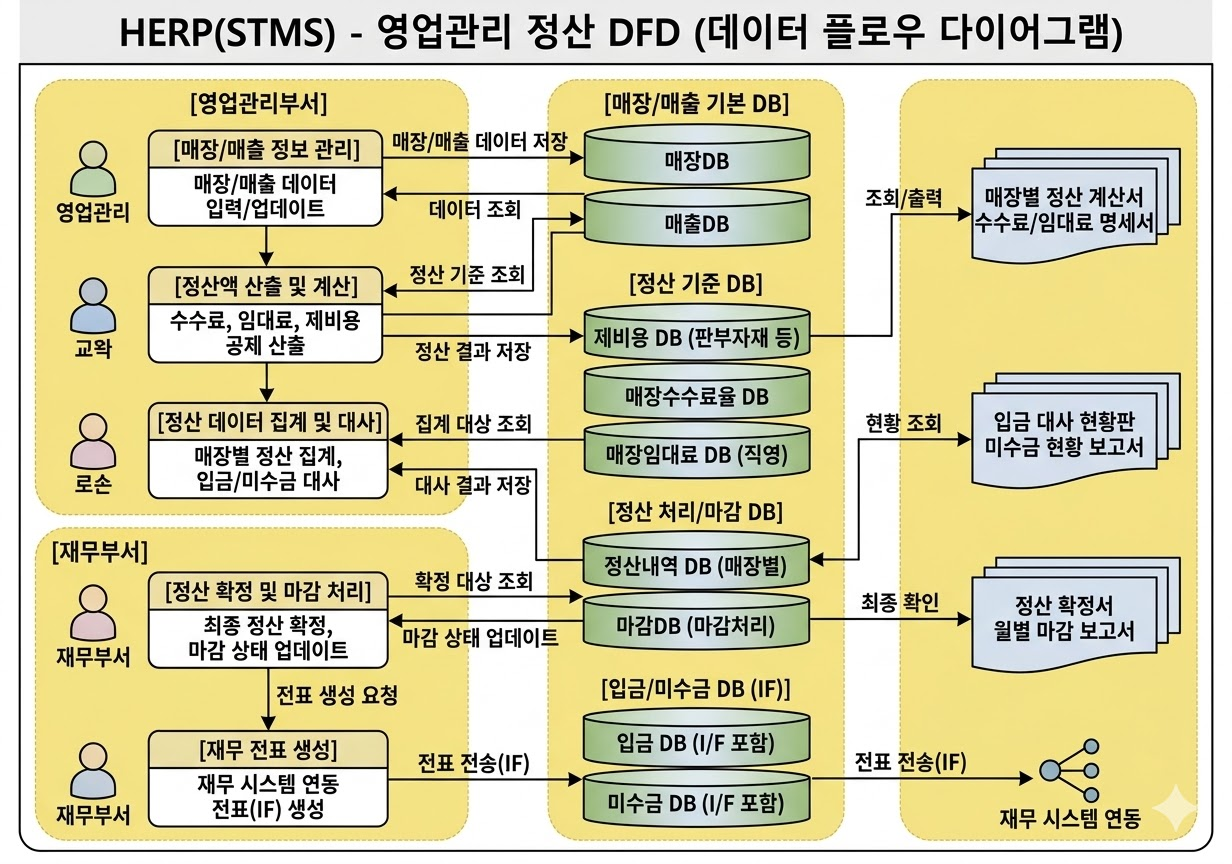 HERP(STMS) - 영업관리 정산 DFD (데이터 플로우 다이어그램)
[영업관리부서]
영업관리
[매장/매출 정보 관리]
매장/매출 데이터
입력/업데이트
교왁
[정산액 산출 및 계산]
수수료, 임대료, 제비용
공제 산출
로손
[정산 데이터 집계 및 대사]
매장별 정산 집계,
입금/미수금 대사
[재무부서]
재무부서
[정산 확정 및 마감 처리]
최종 정산 확정,
마감 상태 업데이트
전표 생성 요청
재무부서
[재무 전표 생성]
재무 시스템 연동
전표(IF) 생성
매장/매출 데이터 저장
데이터 조회
정산 기준 조회
정산 결과 저장
집계 대상 조회
대사 결과 저장
확정 대상 조회
마감 상태 업데이트
전표 전송(IF)
[매장/매출 기본 DB]
매장DB
매출DB
[정산 기준 DB]
제비용 DB (판부자재 등)
매장수수료율 DB
매장임대료 DB (직영)
[정산 처리/마감 DB]
정산내역 DB (매장별)
마감DB (마감처리)
[입금/미수금 DB (IF)]
입금 DB (I/F 포함)
미수금 DB (I/F 포함)
조회/출력
현황 조회
최종 확인
전표 전송(IF)
매장별 정산 계산서
수수료/임대료 명세서
입금 대사 현황판
미수금 현황 보고서
정산 확정서
월별 마감 보고서
재무 시스템 연동